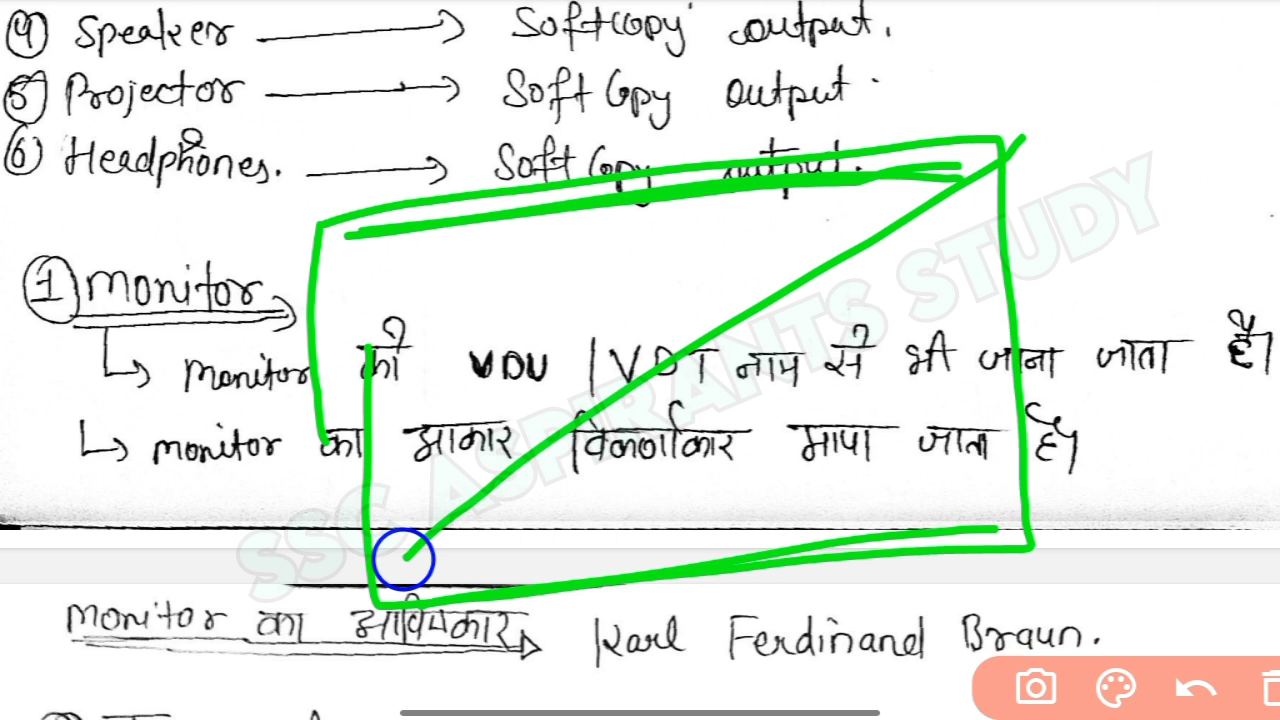 ④ Speaker → Softcopy output.
⑤ Projector → Soft Copy output.
⑥ Headphones. → Soft Copy output.
① monitor →
↳ monitor को VDU / VDT नाम से भी जाना जाता है।
↳ monitor का आकार विकर्णाकार मापा जाता है।
monitor का आविष्कार → Karl Ferdinand Braun.
SSC ASPIRANTS STUDY